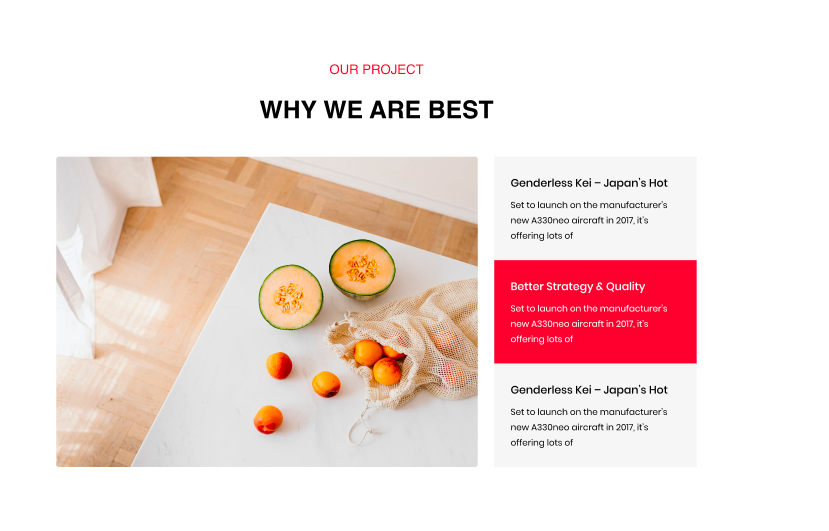 OUR PROJECT
WHY WE ARE BEST
Genderless Kei – Japan's Hot
Set to launch on the manufacturer's
new A330neo aircraft in 2017, it's
offering lots of
Better Strategy & Quality
Set to launch on the manufacturer's
new A330neo aircraft in 2017, it's
offering lots of
Genderless Kei – Japan's Hot
Set to launch on the manufacturer's
new A330neo aircraft in 2017, it's
offering lots of